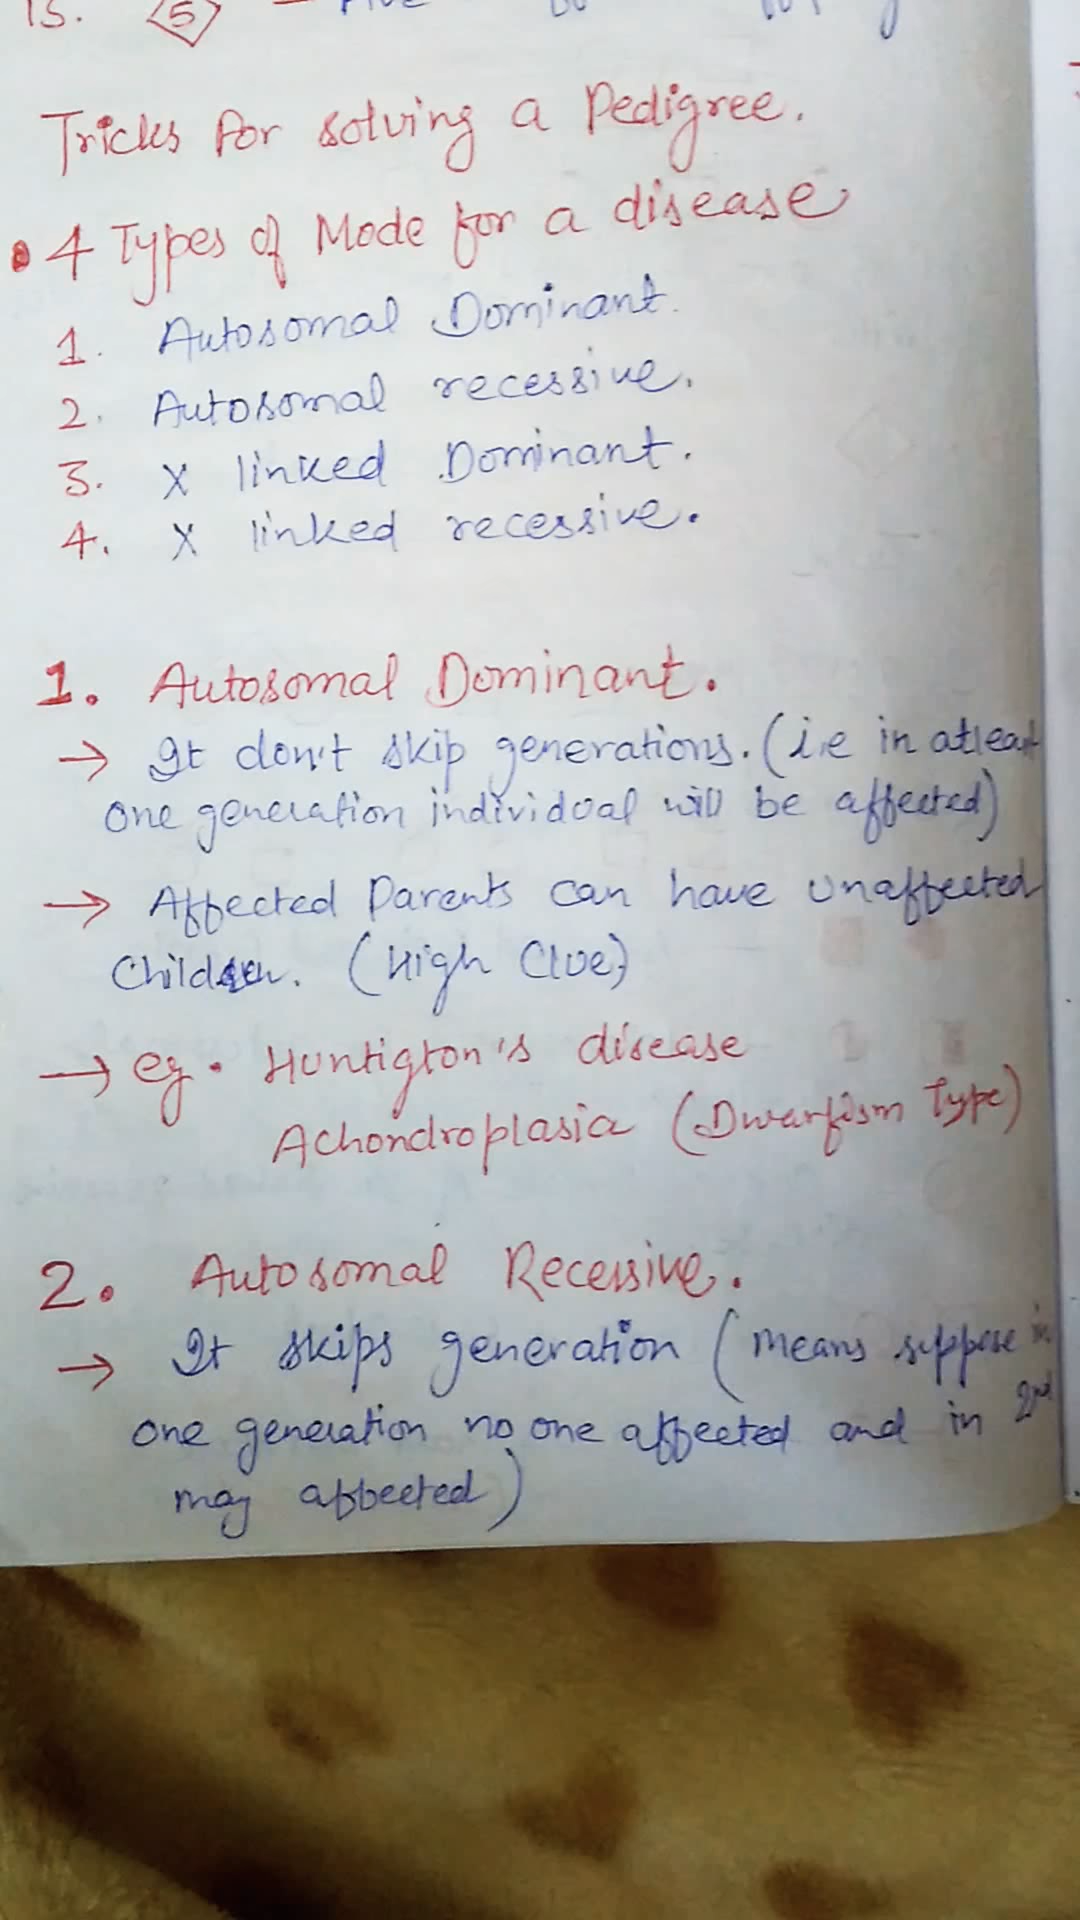 15. 5 –
Tricks for solving a Pedigree.
• 4 Types of Mode for a disease
1. Autosomal Dominant.
2. Autosomal recessive.
3. X linked Dominant.
4. X linked recessive.
1. Autosomal Dominant.
→ It don't skip generations. (i.e in atleast
one generation individual will be affected)
→ Affected Parents can have unaffected
Children. (High Clue)
→ eg. Huntigton's disease
Achondroplasia (Dwarfism Type)
2. Autosomal Recessive.
→ It skips generation (means suppose in
one generation no one affected and in 2nd
may affected)